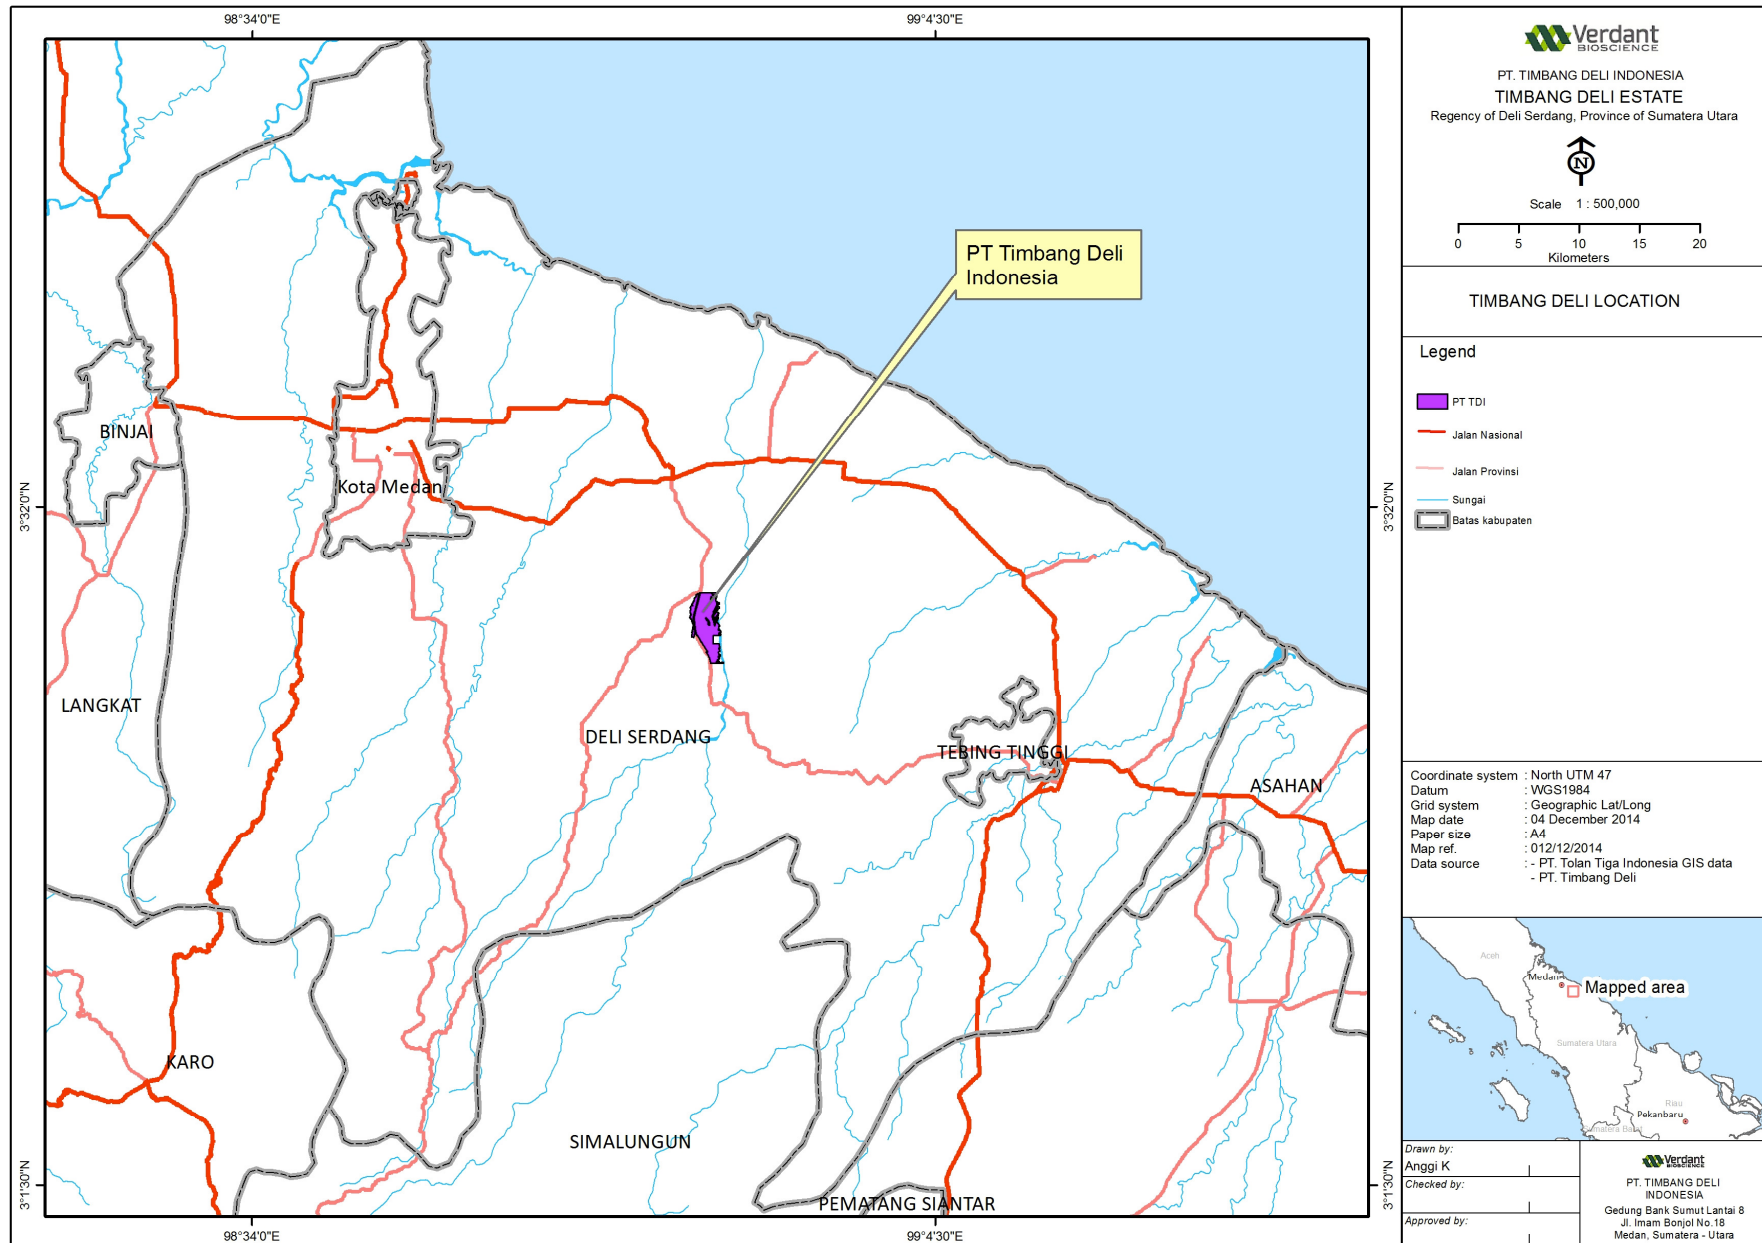 98°34'0"E
99°4'30"E
3°32'0"N
3°32'0"N
3°1'30"N
3°1'30"N
98°34'0"E
99°4'30"E
PT Timbang Deli
Indonesia
BINJAI
Kota Medan
LANGKAT
DELI SERDANG
TEBING TINGGI
ASAHAN
KARO
SIMALUNGUN
PEMATANG SIANTAR
Verdant
BIOSCIENCE
PT. TIMBANG DELI INDONESIA
TIMBANG DELI ESTATE
Regency of Deli Serdang, Province of Sumatera Utara
N
Scale 1 : 500,000
0 5 10 15 20
Kilometers
TIMBANG DELI LOCATION
Legend
PT TDI
Jalan Nasional
Jalan Provinsi
Sungai
Batas kabupaten
Coordinate system : North UTM 47
Datum : WGS1984
Grid system : Geographic Lat/Long
Map date : 04 December 2014
Paper size : A4
Map ref. : 012/12/2014
Data source : - PT. Tolan Tiga Indonesia GIS data
- PT. Timbang Deli
Aceh
Medan
Mapped area
Sumatera Utara
Riau
Pekanbaru
Sumatera Barat
Drawn by:
Anggi K
Checked by:
Approved by:
Verdant
BIOSCIENCE
PT. TIMBANG DELI
INDONESIA
Gedung Bank Sumut Lantai 8
Jl. Imam Bonjol No.18
Medan, Sumatera - Utara